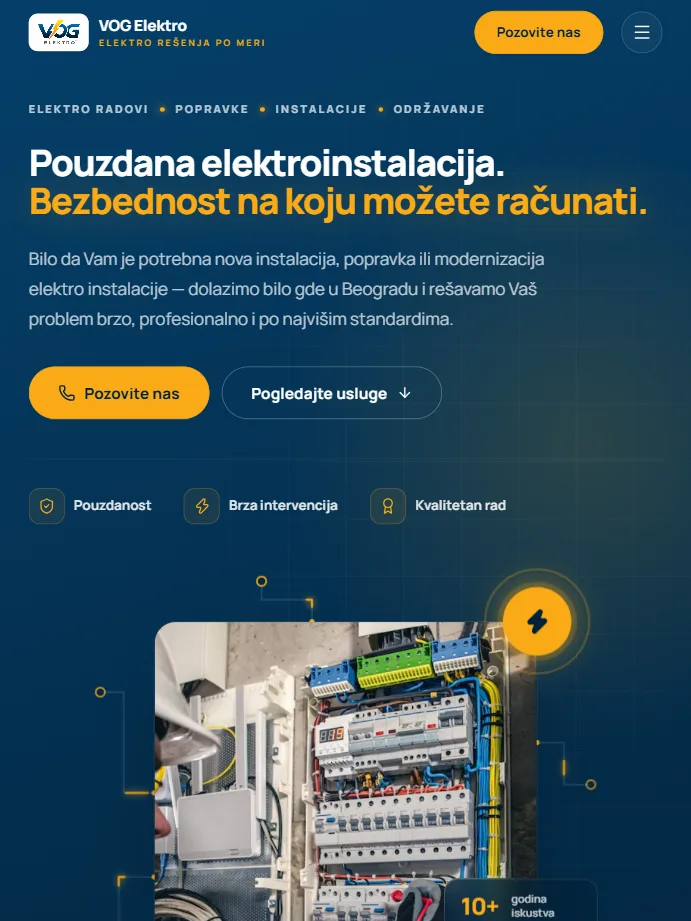 VOG
ELEKTRO
VOG Elektro
ELEKTRO REŠENJA PO MERI
Pozovite nas
ELEKTRO RADOVI • POPRAVKE • INSTALACIJE • ODRŽAVANJE
Pouzdana elektroinstalacija.
Bezbednost na koju možete računati.
Bilo da Vam je potrebna nova instalacija, popravka ili modernizacija
elektro instalacije — dolazimo bilo gde u Beogradu i rešavamo Vaš
problem brzo, profesionalno i po najvišim standardima.
Pozovite nas
Pogledajte usluge ↓
Pouzdanost
Brza intervencija
Kvalitetan rad
10+ godina
iskustva